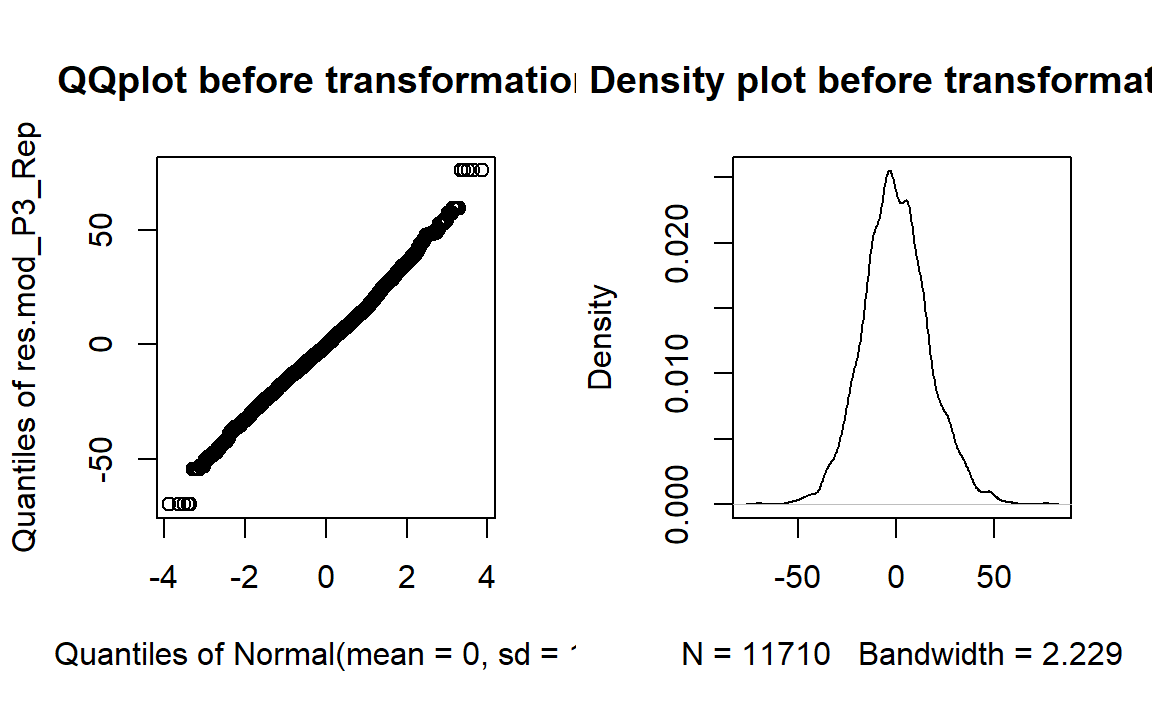 QQplot before transformation
Quantiles of res.mod_P3_Rep
50
0
-50
-4
-2
0
2
4
Quantiles of Normal(mean = 0, sd =
Density plot before transformat
Density
0.020
0.010
0.000
-50
0
50
N = 11710 Bandwidth = 2.229